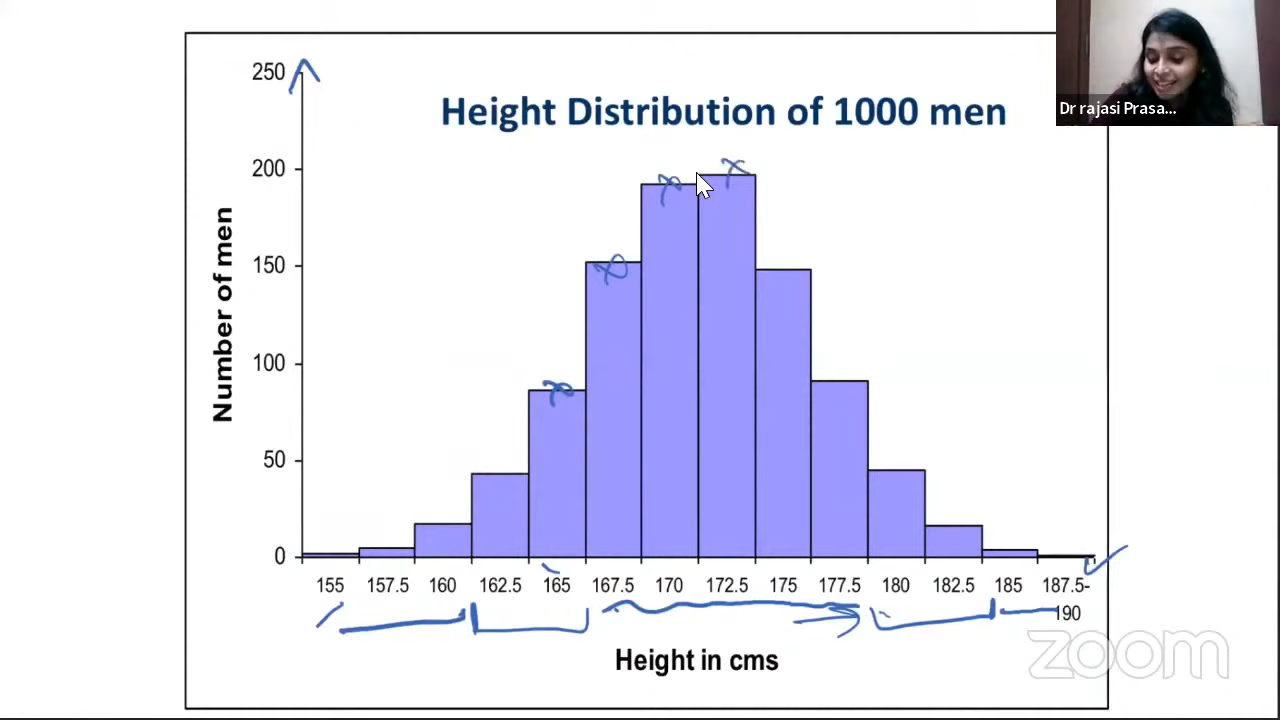 Height Distribution of 1000 men
Dr rajasi Prasa...
Number of men
250
200
150
100
50
0
155 157.5 160 162.5 165 167.5 170 172.5 175 177.5 180 182.5 185 187.5-
190
Height in cms
zoom